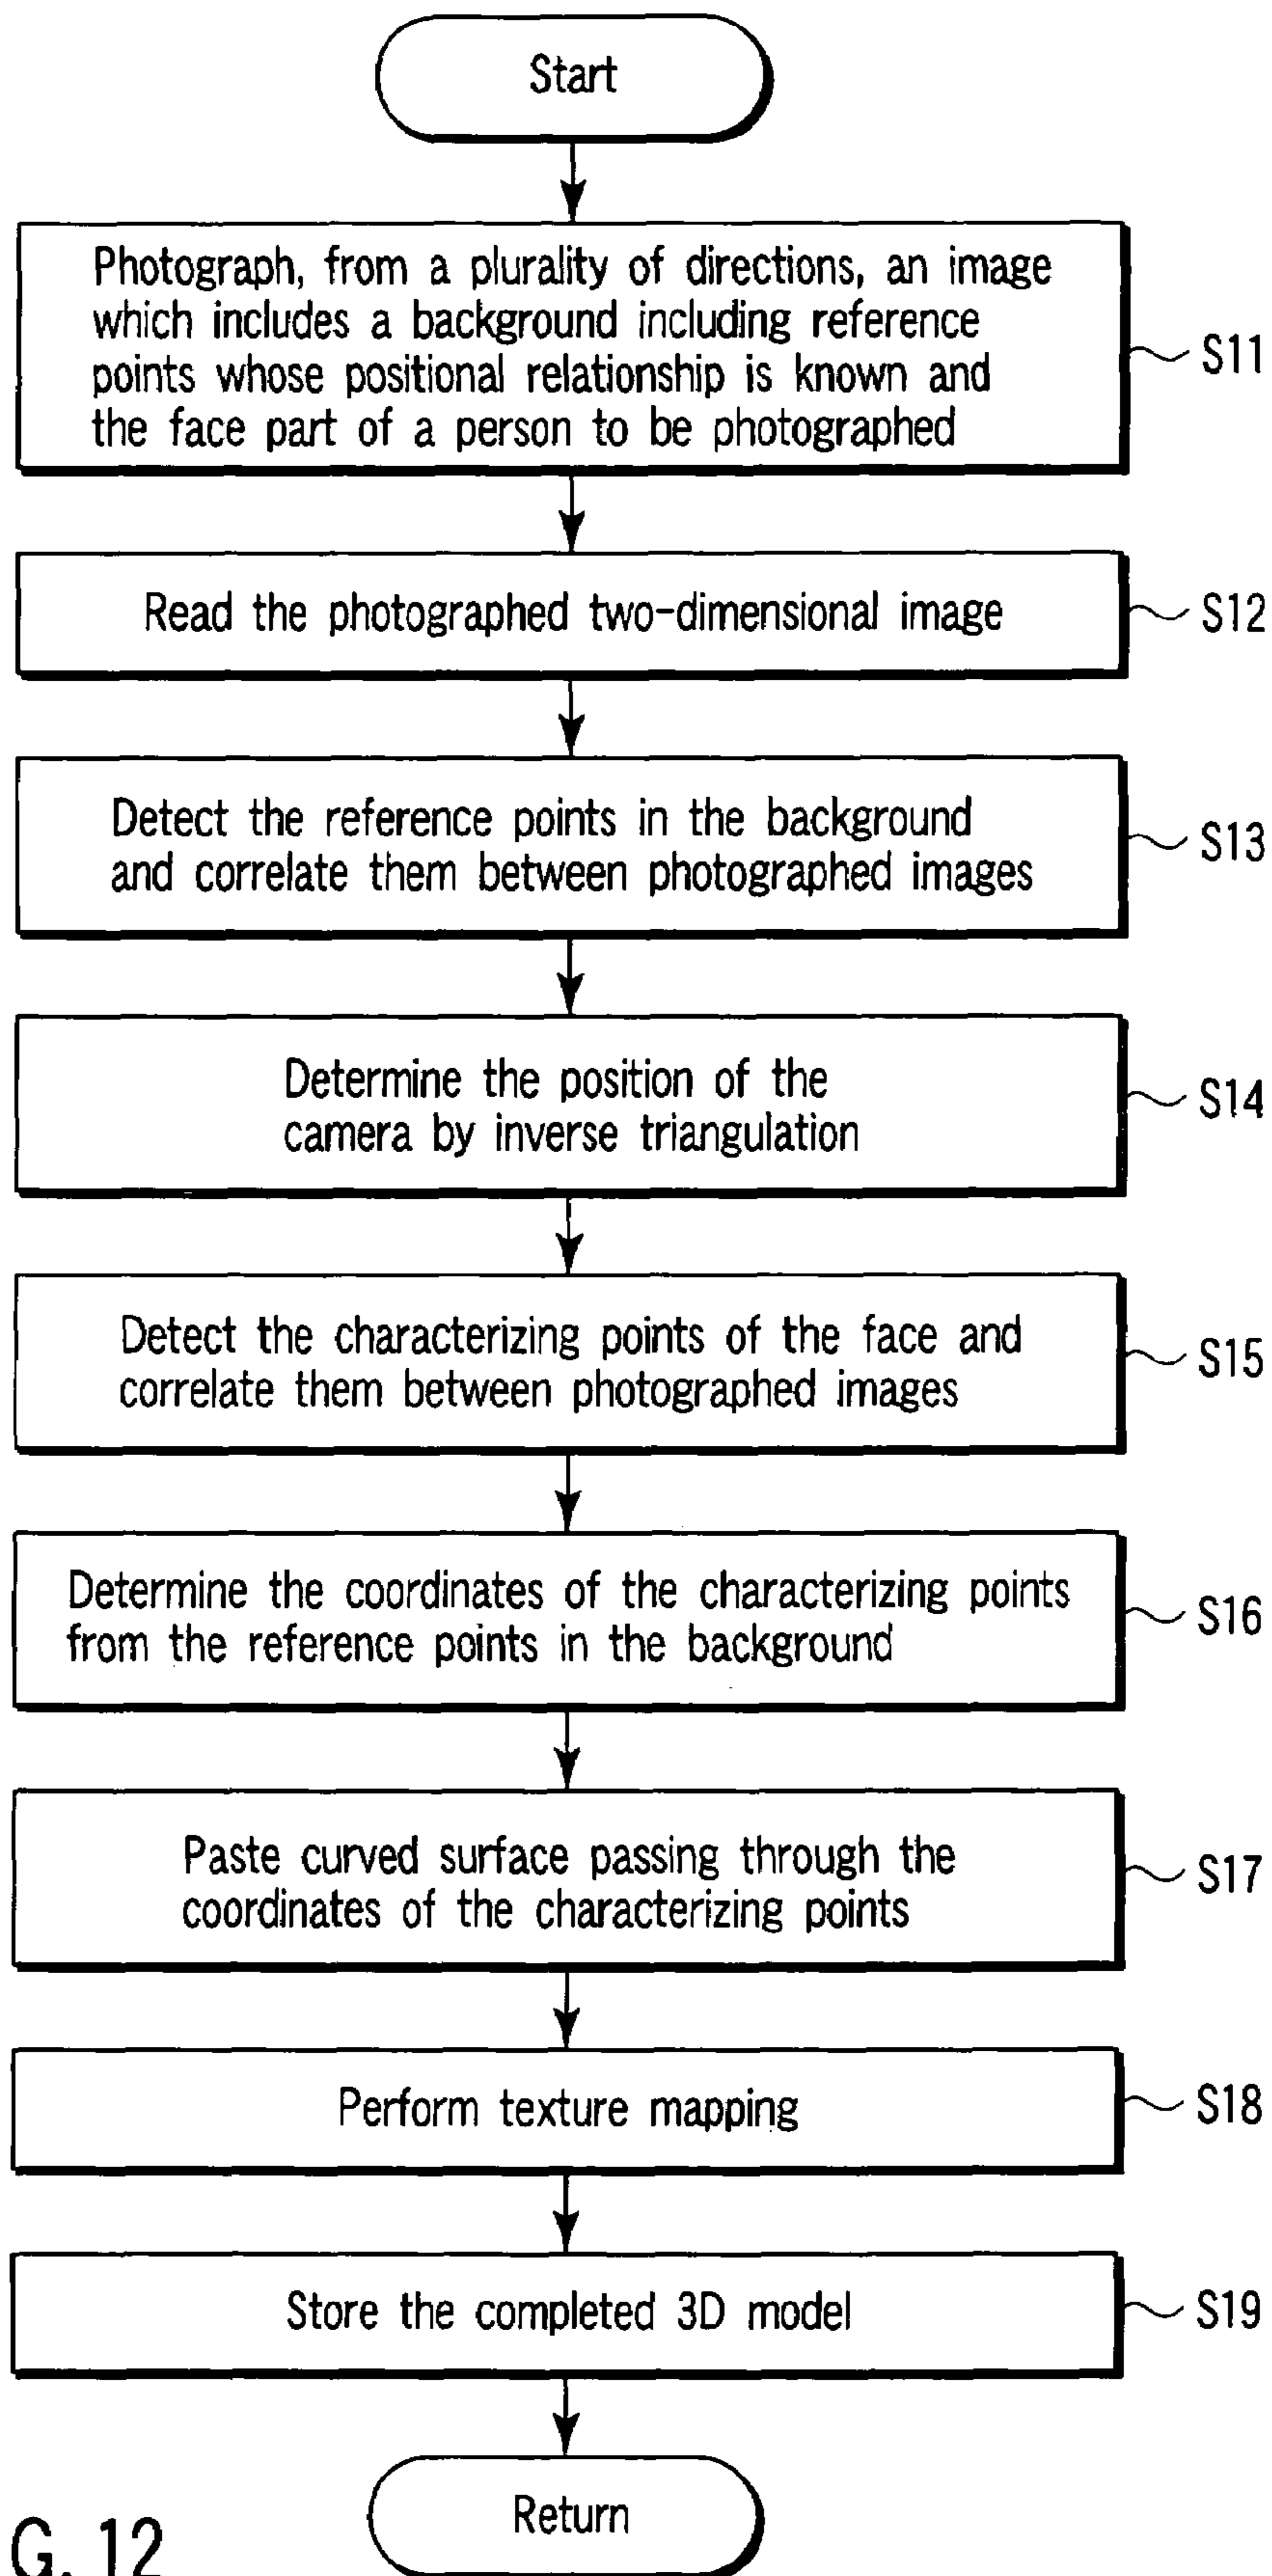 Start
Photograph, from a plurality of directions, an image
which includes a background including reference
points whose positional relationship is known and
the face part of a person to be photographed
S11
Read the photographed two-dimensional image
S12
Detect the reference points in the background
and correlate them between photographed images
S13
Determine the position of the
camera by inverse triangulation
S14
Detect the characterizing points of the face and
correlate them between photographed images
S15
Determine the coordinates of the characterizing points
from the reference points in the background
S16
Paste curved surface passing through the
coordinates of the characterizing points
S17
Perform texture mapping
S18
Store the completed 3D model
S19
Return
G. 12